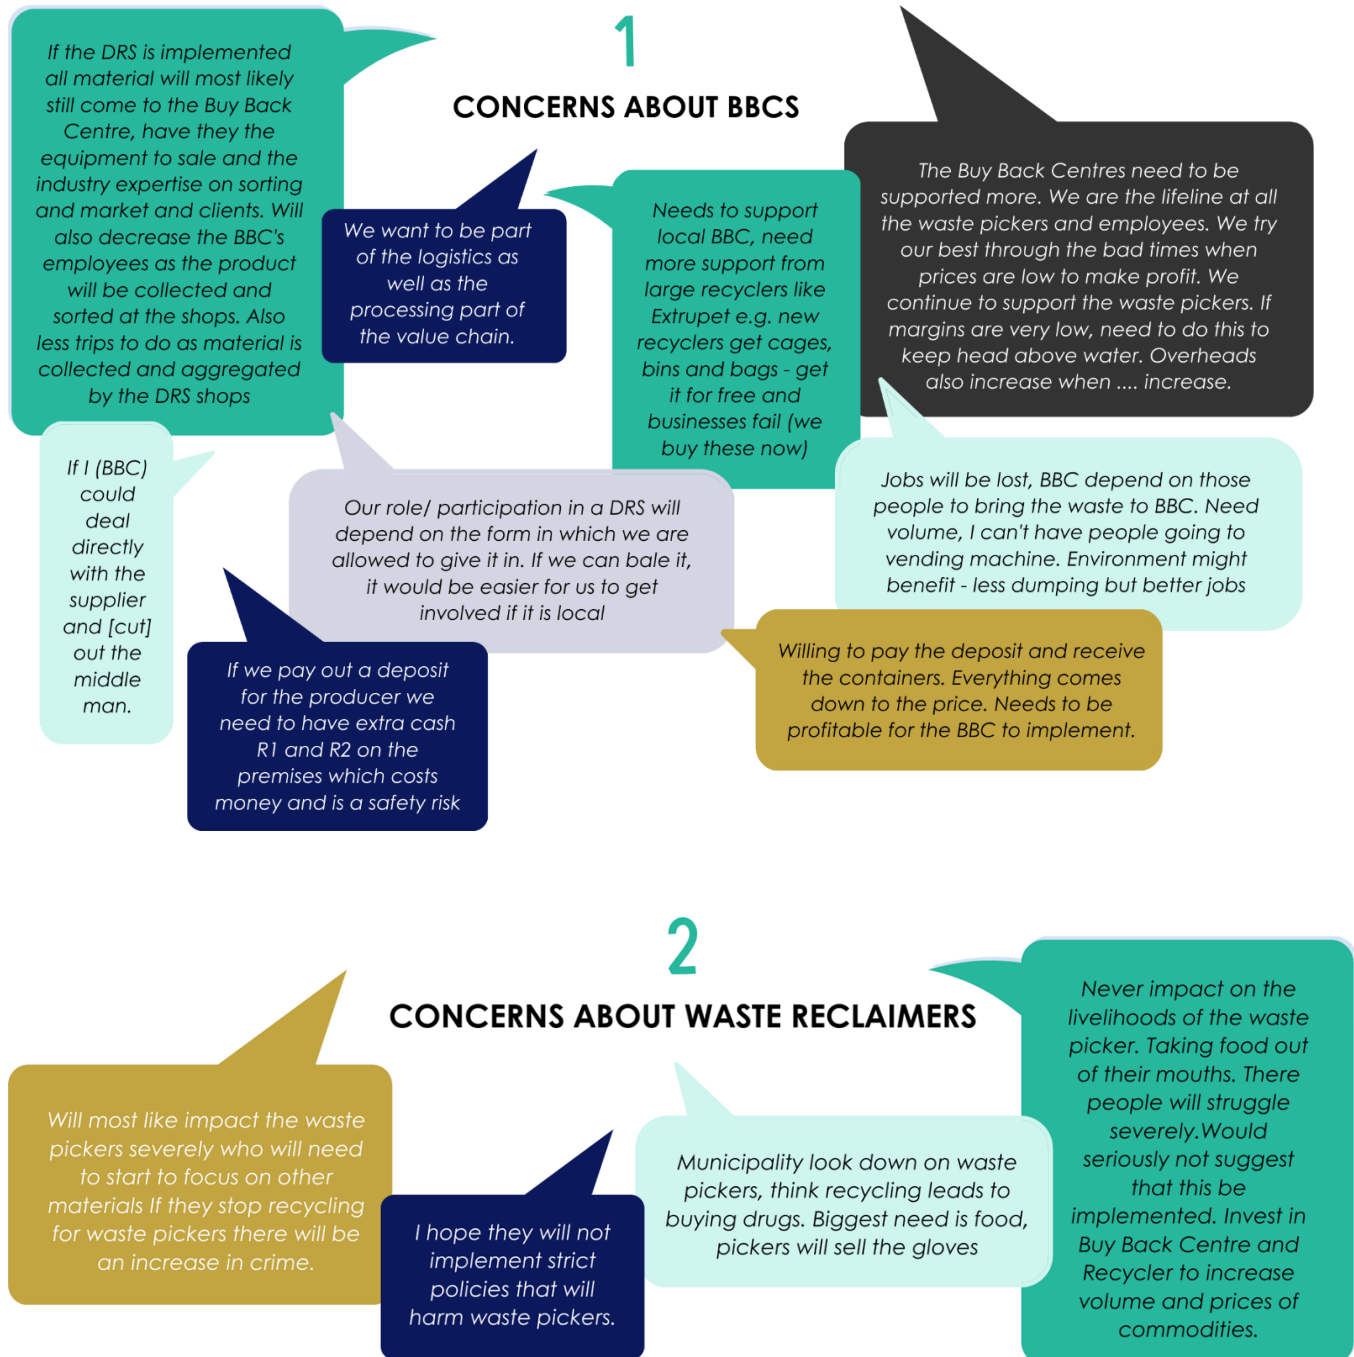 1
CONCERNS ABOUT BBCS
If the DRS is implemented
all material will most likely
still come to the Buy Back
Centre, have they the
equipment to sale and the
industry expertise on sorting
and market and clients. Will
also decrease the BBC's
employees as the product
will be collected and
sorted at the shops. Also
less trips to do as material is
collected and aggregated
by the DRS shops
We want to be part
of the logistics as
well as the
processing part of
the value chain.
Needs to support
local BBC, need
more support from
large recyclers like
Extrupet e.g. new
recyclers get cages,
bins and bags - get
it for free and
businesses fail (we
buy these now)
The Buy Back Centres need to be
supported more. We are the lifeline at all
the waste pickers and employees. We try
our best through the bad times when
prices are low to make profit. We
continue to support the waste pickers. If
margins are very low, need to do this to
keep head above water. Overheads
also increase when .... increase.
If I (BBC)
could
deal
directly
with the
supplier
and [cut]
out the
middle
man.
Our role/ participation in a DRS will
depend on the form in which we are
allowed to give it in. If we can bale it,
it would be easier for us to get
involved if it is local
Jobs will be lost, BBC depend on those
people to bring the waste to BBC. Need
volume, I can't have people going to
vending machine. Environment might
benefit - less dumping but better jobs
If we pay out a deposit
for the producer we
need to have extra cash
R1 and R2 on the
premises which costs
money and is a safety risk
Willing to pay the deposit and receive
the containers. Everything comes
down to the price. Needs to be
profitable for the BBC to implement.
2
CONCERNS ABOUT WASTE RECLAIMERS
Will most like impact the waste
pickers severely who will need
to start to focus on other
materials If they stop recycling
for waste pickers there will be
an increase in crime.
I hope they will not
implement strict
policies that will
harm waste pickers.
Municipality look down on waste
pickers, think recycling leads to
buying drugs. Biggest need is food,
pickers will sell the gloves
Never impact on the
livelihoods of the waste
picker. Taking food out
of their mouths. There
people will struggle
severely.Would
seriously not suggest
that this be
implemented. Invest in
Buy Back Centre and
Recycler to increase
volume and prices of
commodities.